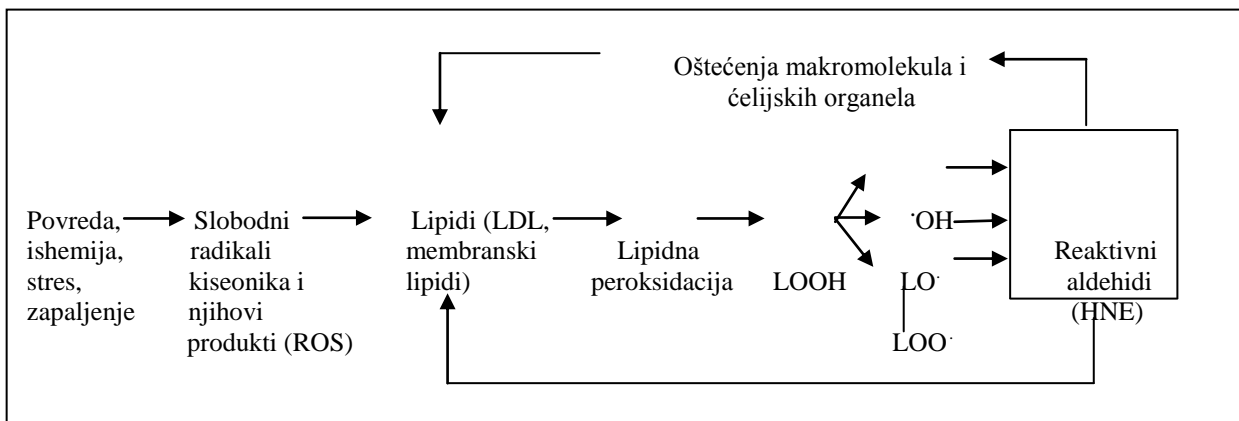 Oštećenja makromolekula i
ćelijskih organela
Povreda,
ishemija,
stres,
zapaljenje
Slobodni
radikali
kiseonika i
njihovi
produkti (ROS)
Lipidi (LDL,
membranski
lipidi)
Lipidna
peroksidacija
LOOH
˙OH
LO˙
LOO˙
Reaktivni
aldehidi
(HNE)